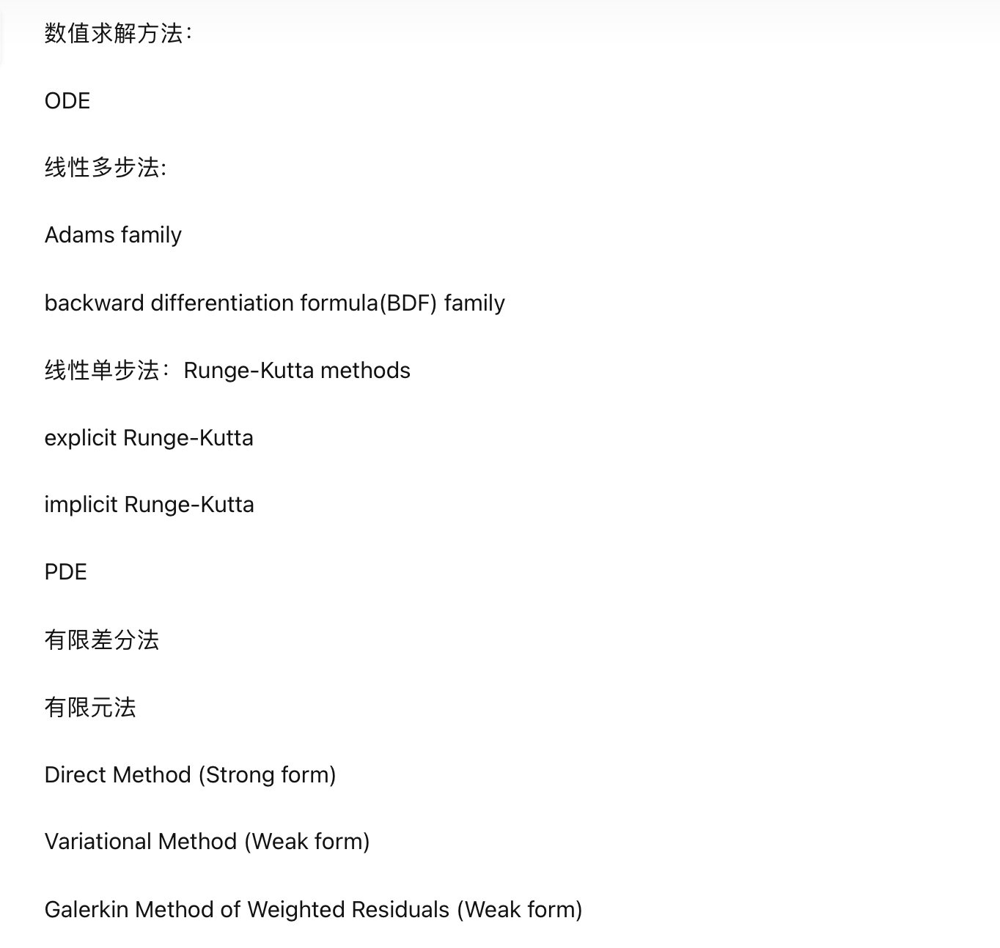 数值求解方法：
ODE
线性多步法:
Adams family
backward differentiation formula(BDF) family
线性单步法：Runge-Kutta methods
explicit Runge-Kutta
implicit Runge-Kutta
PDE
有限差分法
有限元法
Direct Method (Strong form)
Variational Method (Weak form)
Galerkin Method of Weighted Residuals (Weak form)